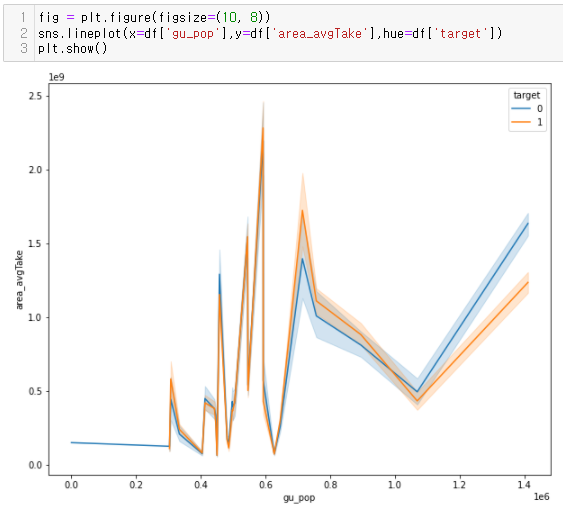 1 fig = plt.figure(figsize=(10, 8))
2 sns.lineplot(x=df['gu_pop'],y=df['area_avgTake'],hue=df['target'])
3 plt.show()
1e9
target
0
1
2.5
2.0
1.5
1.0
0.5
0.0
area_avgTake
0.0 0.2 0.4 0.6 0.8 1.0 1.2 1.4
gu_pop
1e6